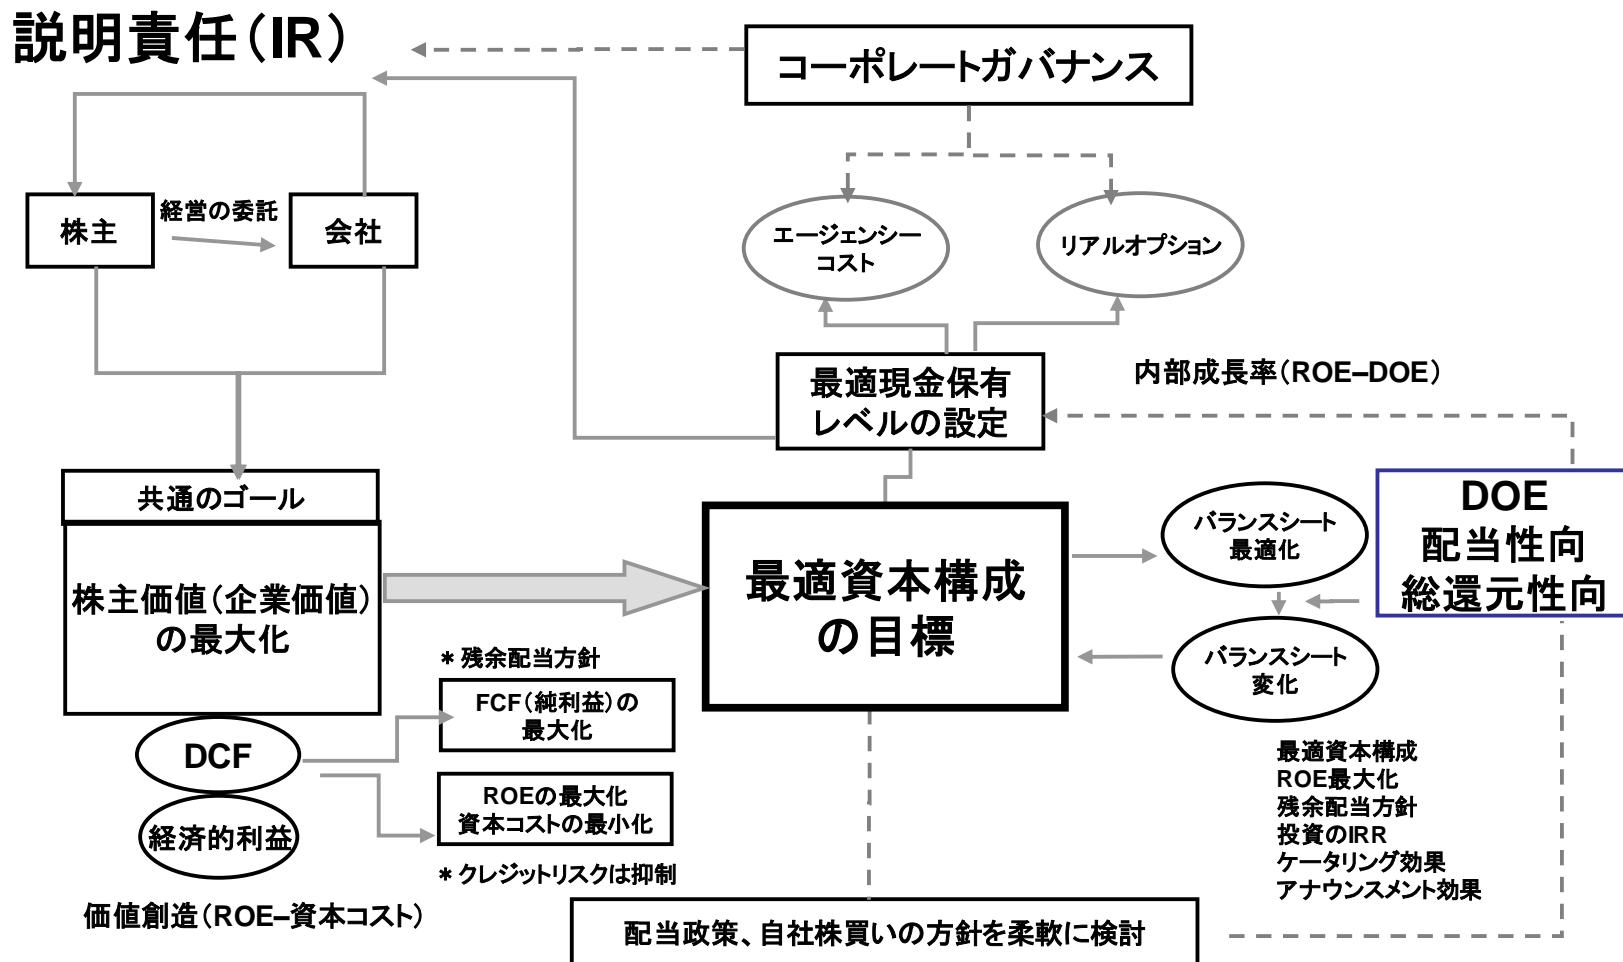 説明責任(IR)
コーポレートガバナンス
株主
経営の委託
会社
エージェンシー
コスト
リアルオプション
最適現金保有
レベルの設定
内部成長率(ROE–DOE)
共通のゴール
株主価値(企業価値)
の最大化
最適資本構成
の目標
バランスシート
最適化
DOE
配当性向
総還元性向
バランスシート
変化
＊残余配当方針
FCF(純利益)の
最大化
DCF
ROEの最大化
資本コストの最小化
経済的利益
＊クレジットリスクは抑制
価値創造(ROE–資本コスト)
最適資本構成
ROE最大化
残余配当方針
投資のIRR
ケータリング効果
アナウンスメント効果
配当政策、自社株買いの方針を柔軟に検討